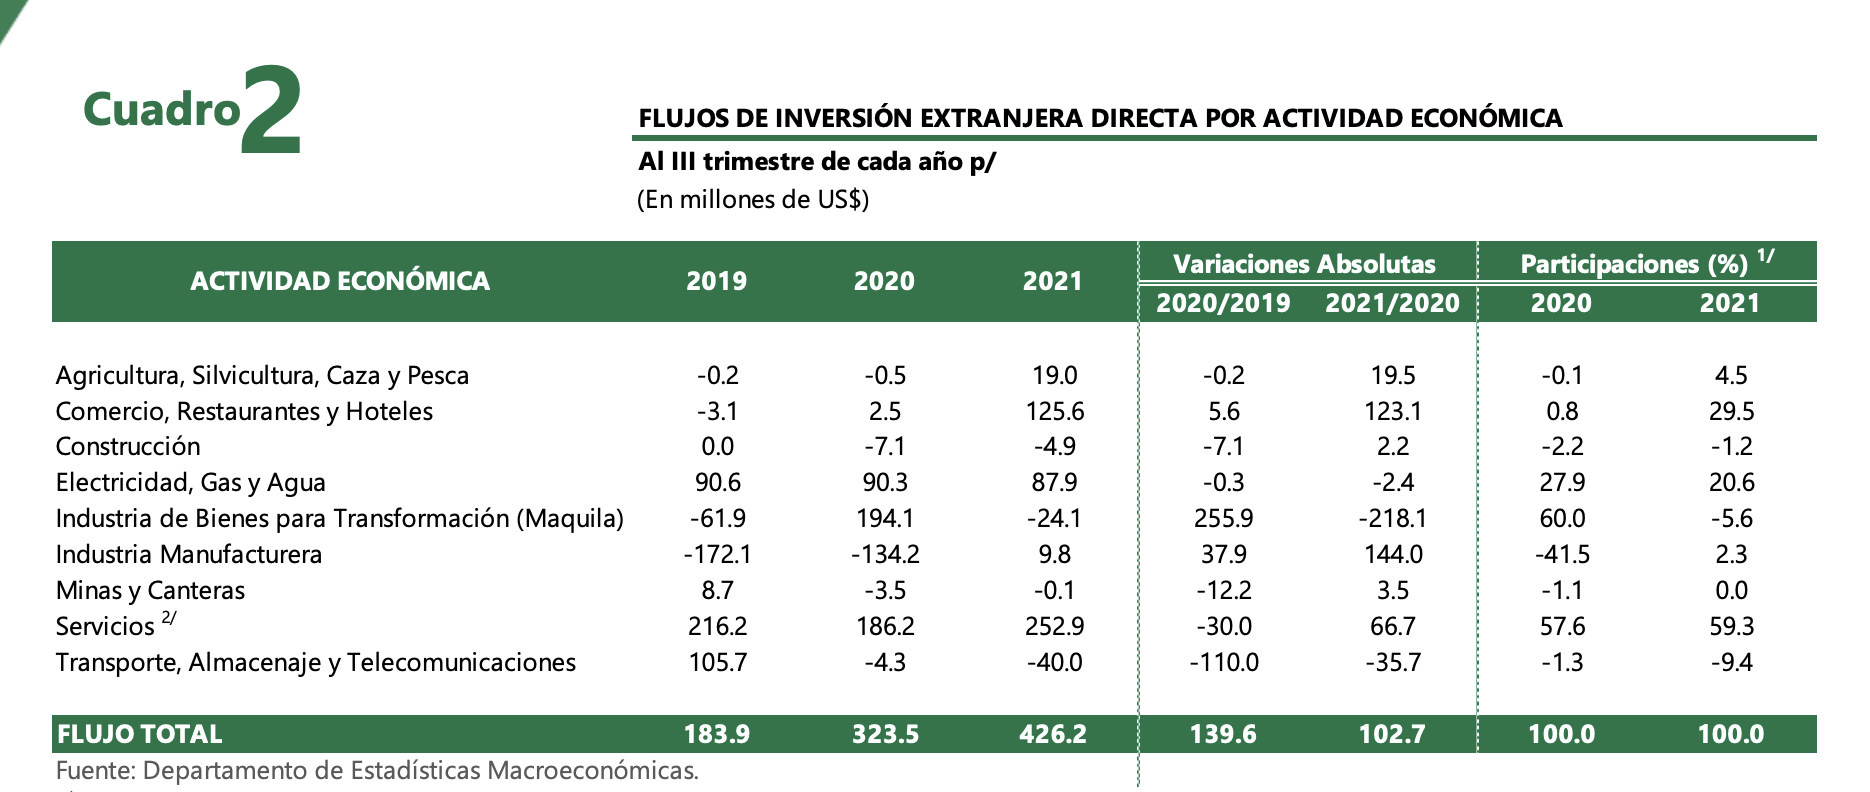 Cuadro 2
FLUJOS DE INVERSIÓN EXTRANJERA DIRECTA POR ACTIVIDAD ECONÓMICA
Al III trimestre de cada año p/
(En millones de US$)
ACTIVIDAD ECONÓMICA 2019 2020 2021 Variaciones Absolutas Participaciones (%) 1/
2020/2019 2021/2020 2020 2021
Agricultura, Silvicultura, Caza y Pesca -0.2 -0.5 19.0 -0.2 19.5 -0.1 4.5
Comercio, Restaurantes y Hoteles -3.1 2.5 125.6 5.6 123.1 0.8 29.5
Construcción 0.0 -7.1 -4.9 -7.1 2.2 -2.2 -1.2
Electricidad, Gas y Agua 90.6 90.3 87.9 -0.3 -2.4 27.9 20.6
Industria de Bienes para Transformación (Maquila) -61.9 194.1 -24.1 255.9 -218.1 60.0 -5.6
Industria Manufacturera -172.1 -134.2 9.8 37.9 144.0 -41.5 2.3
Minas y Canteras 8.7 -3.5 -0.1 -12.2 3.5 -1.1 0.0
Servicios 2/ 216.2 186.2 252.9 -30.0 66.7 57.6 59.3
Transporte, Almacenaje y Telecomunicaciones 105.7 -4.3 -40.0 -110.0 -35.7 -1.3 -9.4
FLUJO TOTAL 183.9 323.5 426.2 139.6 102.7 100.0 100.0
Fuente: Departamento de Estadísticas Macroeconómicas.